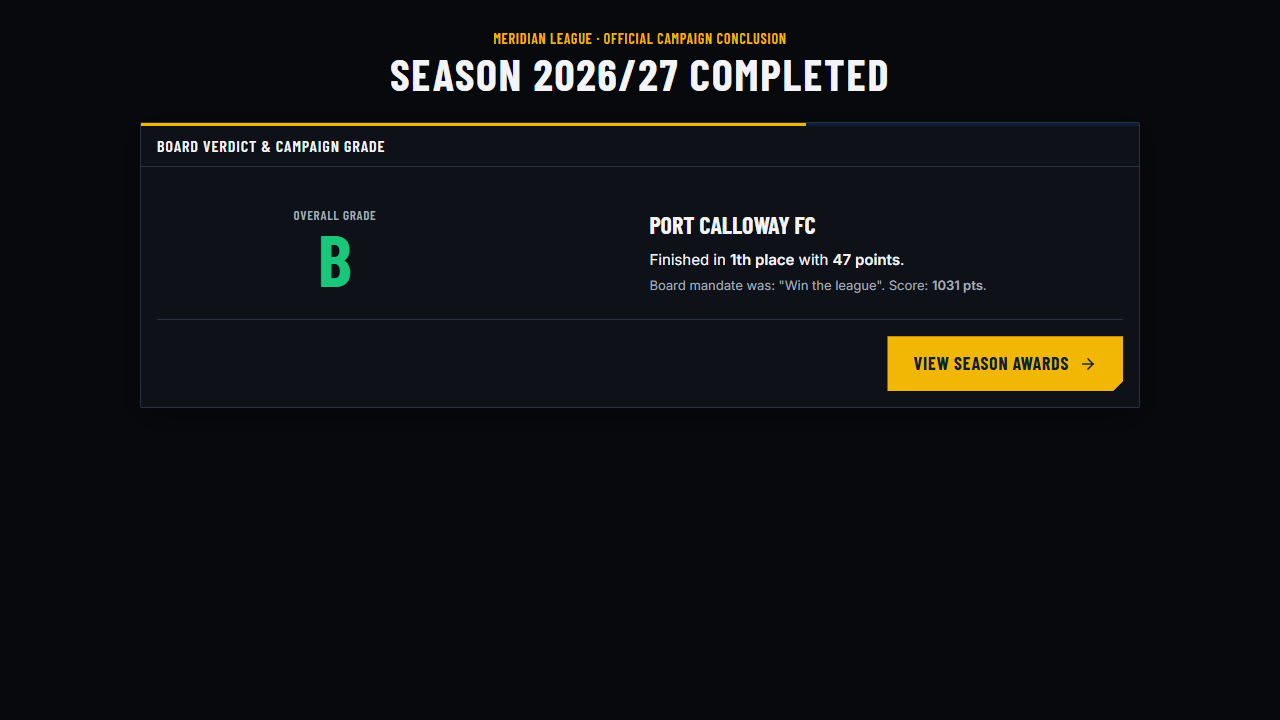 MERIDIAN LEAGUE · OFFICIAL CAMPAIGN CONCLUSION
SEASON 2026/27 COMPLETED
BOARD VERDICT & CAMPAIGN GRADE
OVERALL GRADE
B
PORT CALLOWAY FC
Finished in 1th place with 47 points.
Board mandate was: "Win the league". Score: 1031 pts.
VIEW SEASON AWARDS →